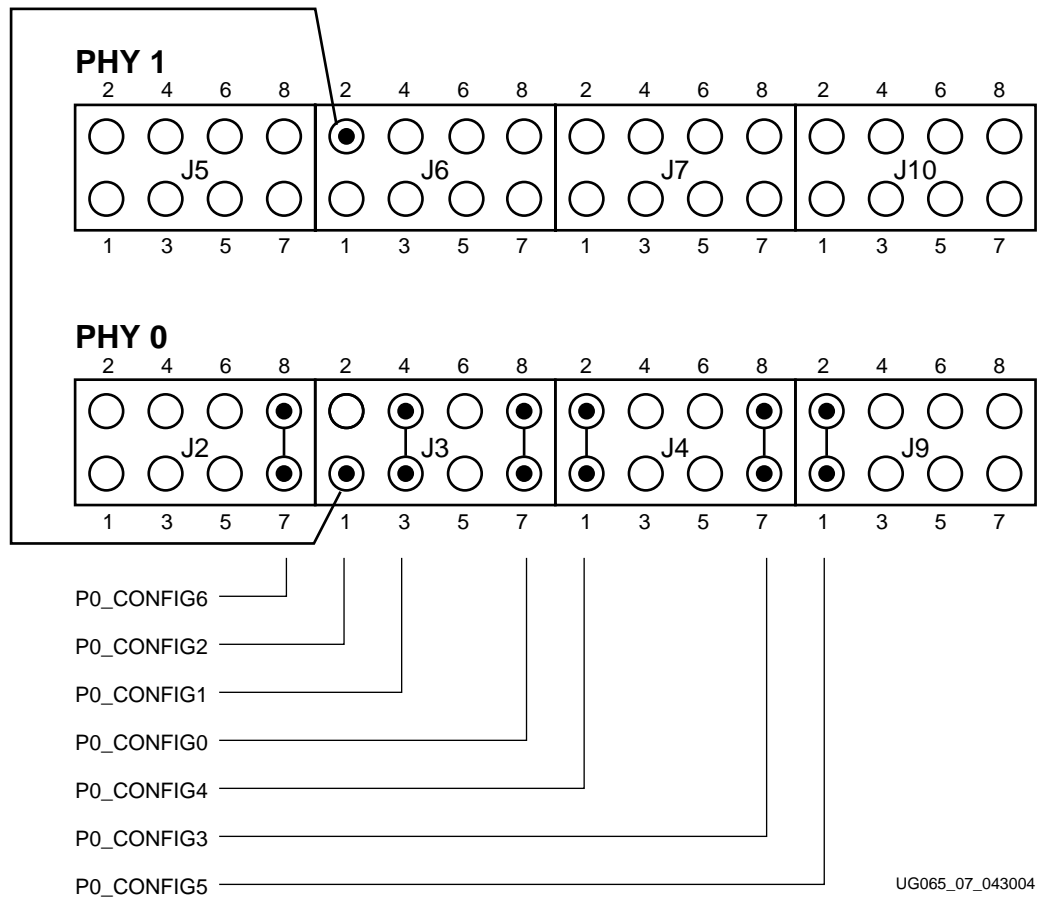 PHY 1
2 4 6 8 2 4 6 8 2 4 6 8 2 4 6 8
J5 J6 J7 J10
1 3 5 7 1 3 5 7 1 3 5 7 1 3 5 7
PHY 0
2 4 6 8 2 4 6 8 2 4 6 8 2 4 6 8
J2 J3 J4 J9
1 3 5 7 1 3 5 7 1 3 5 7 1 3 5 7
P0_CONFIG6
P0_CONFIG2
P0_CONFIG1
P0_CONFIG0
P0_CONFIG4
P0_CONFIG3
P0_CONFIG5
UG065_07_043004